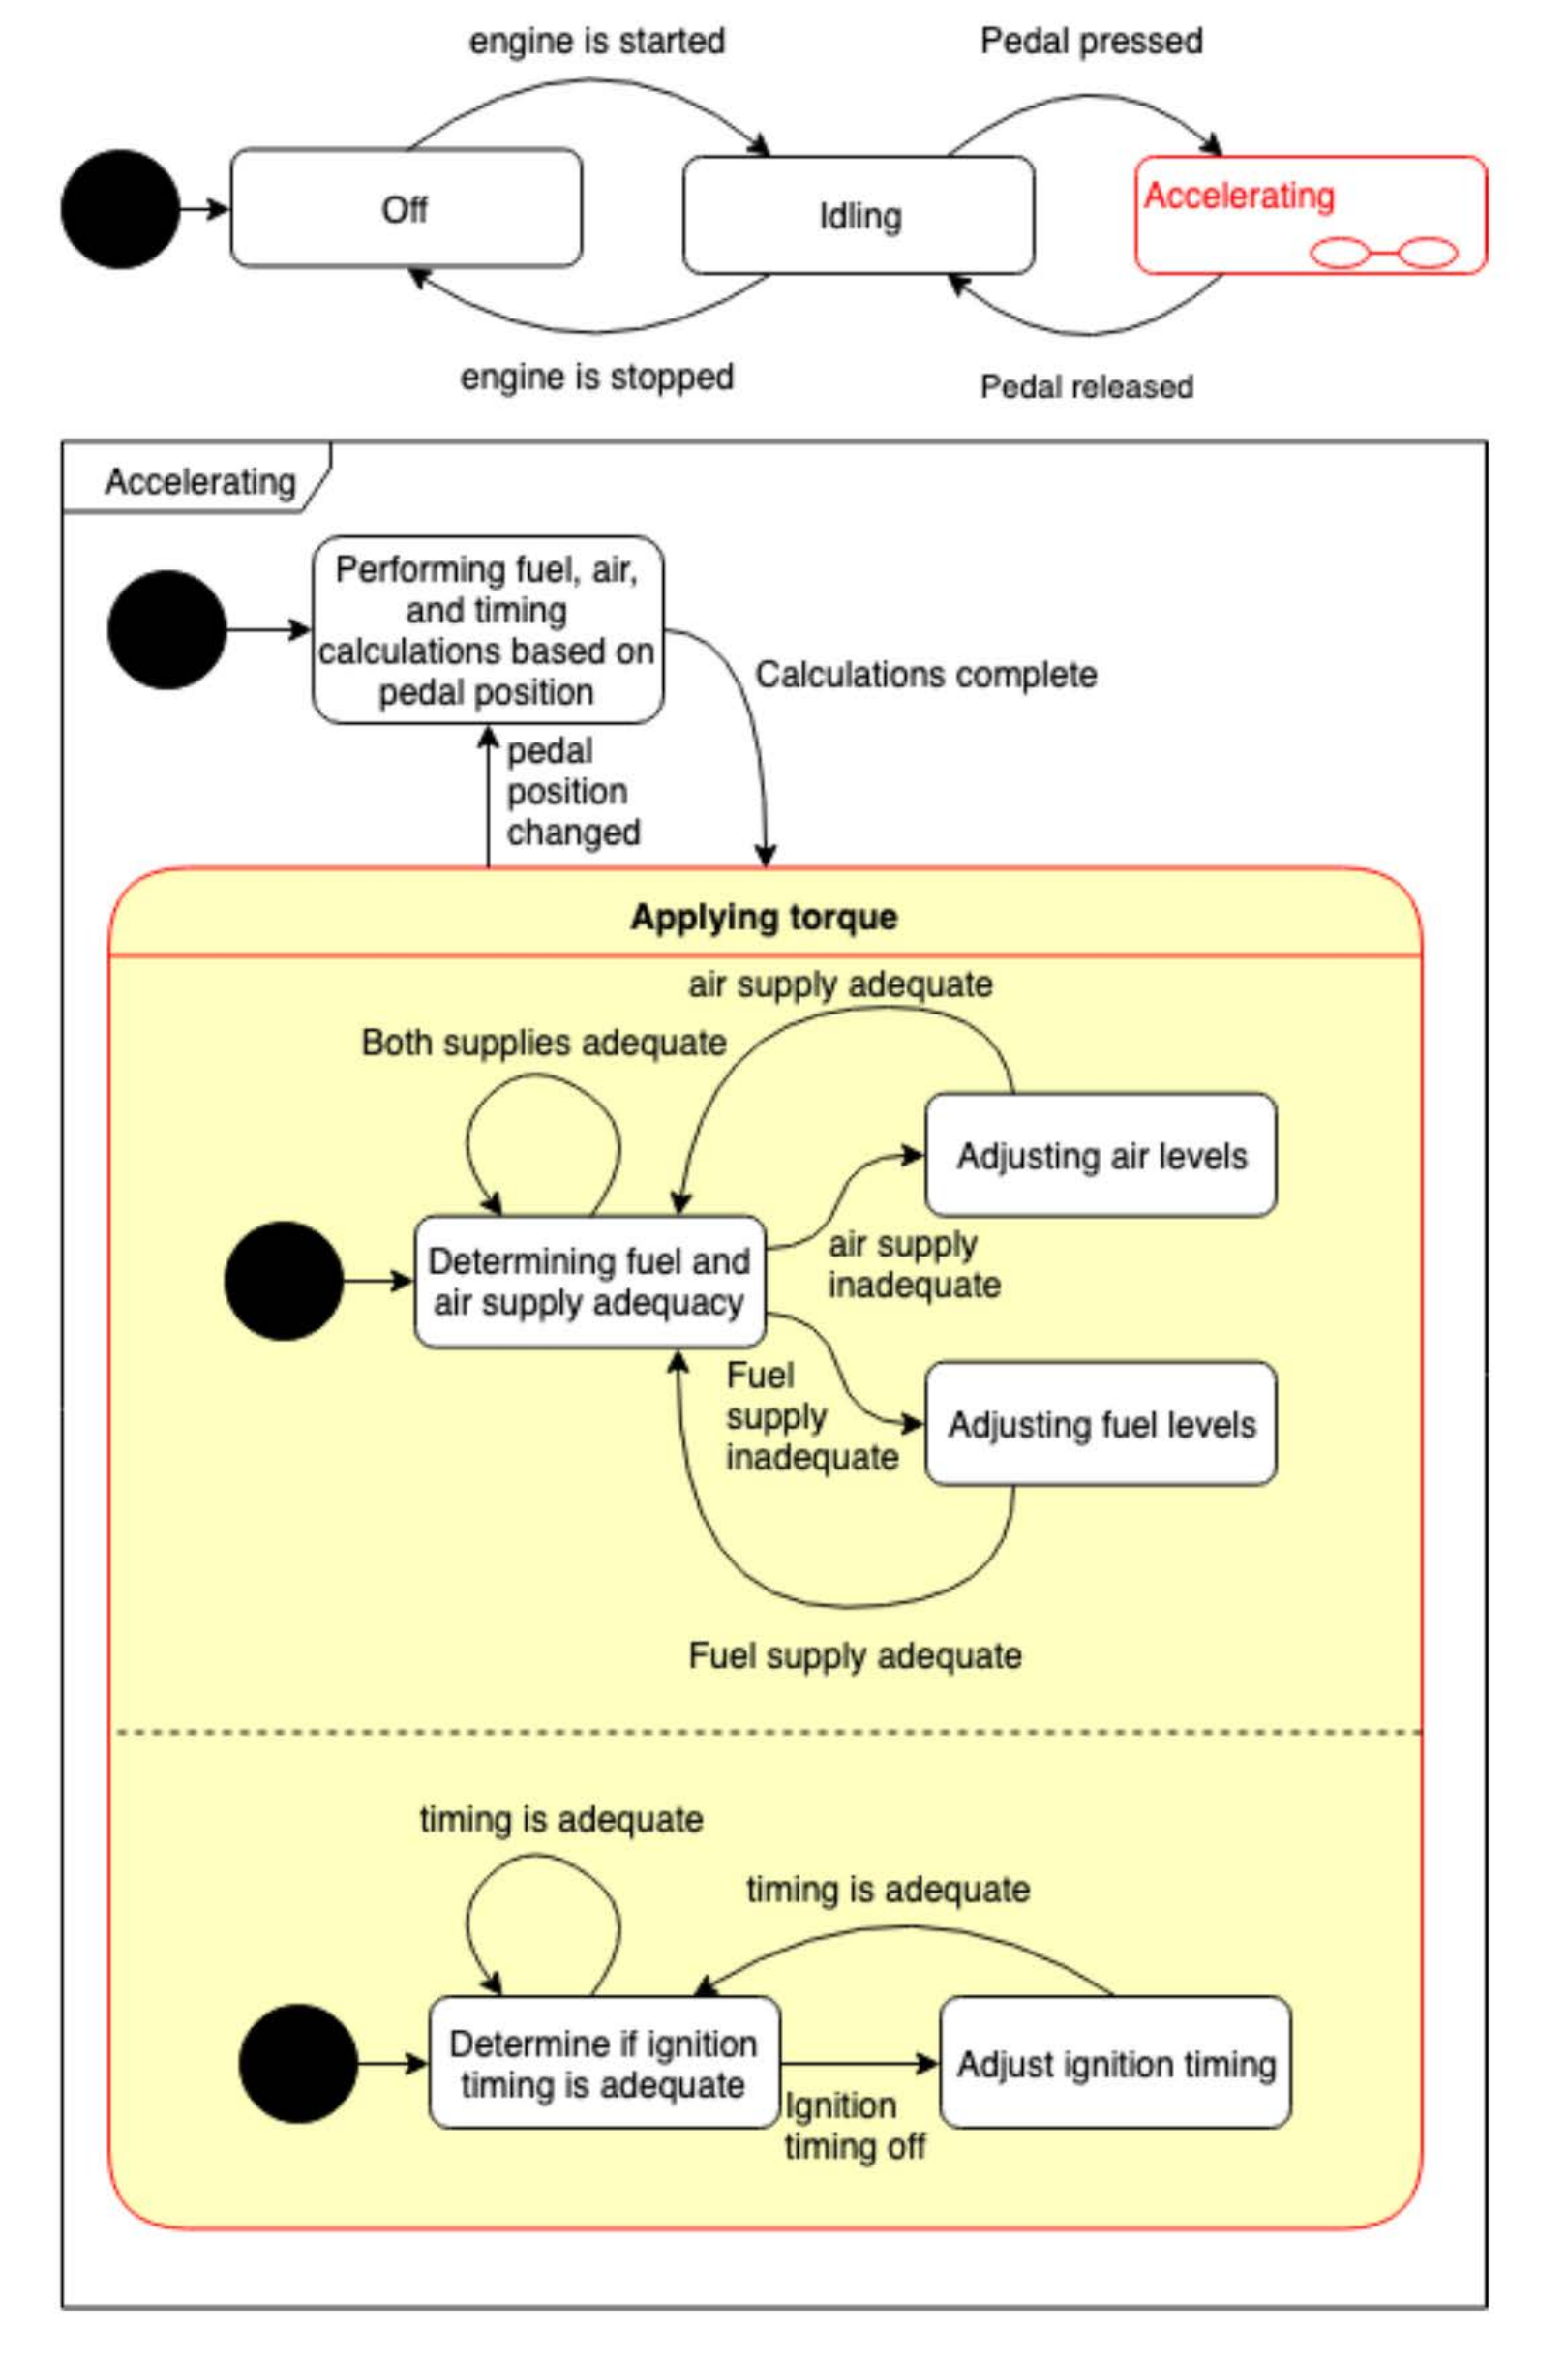 engine is started
Pedal pressed
Off
Idling
Accelerating
engine is stopped
Pedal released
Accelerating
Performing fuel, air,
and timing
calculations based on
pedal position
Calculations complete
pedal
position
changed
Applying torque
air supply adequate
Both supplies adequate
Adjusting air levels
air supply
inadequate
Determining fuel and
air supply adequacy
Fuel
supply
inadequate
Adjusting fuel levels
Fuel supply adequate
timing is adequate
timing is adequate
Determine if ignition
timing is adequate
Ignition
timing off
Adjust ignition timing